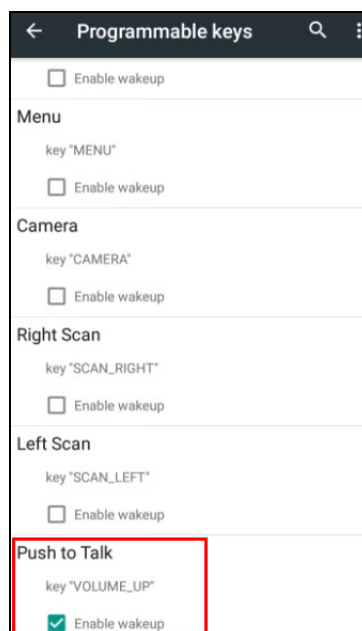 Programmable keys
Enable wakeup
Menu
key "MENU"
Enable wakeup
Camera
key "CAMERA"
Enable wakeup
Right Scan
key "SCAN_RIGHT"
Enable wakeup
Left Scan
key "SCAN_LEFT"
Enable wakeup
Push to Talk
key "VOLUME_UP"
Enable wakeup